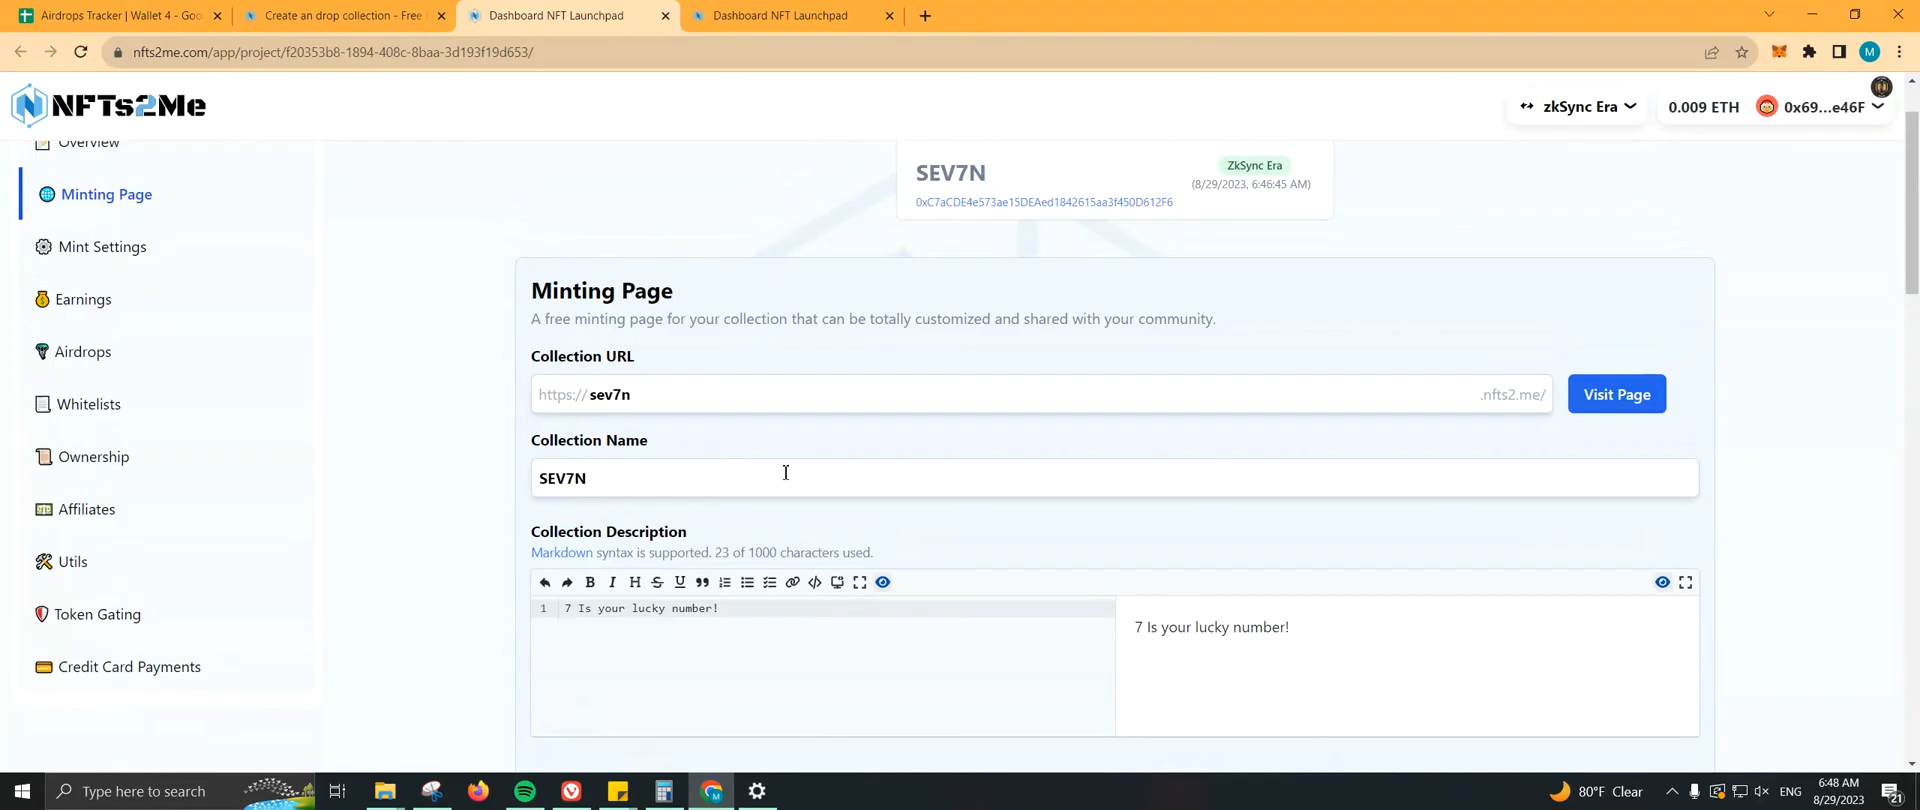 Airdrops Tracker | Wallet 4 - Goo
Create an drop collection - Free
Dashboard NFT Launchpad
Dashboard NFT Launchpad
nfts2me.com/app/project/f20353b8-1894-408c-8baa-3d193f19d653/
M
NFTs2Me
zkSync Era
0.009 ETH
0x69...e46F
Overview
Minting Page
Mint Settings
Earnings
Airdrops
Whitelists
Ownership
Affiliates
Utils
Token Gating
Credit Card Payments
SEV7N
ZkSync Era
(8/29/2023, 6:46:45 AM)
0xC7aCDE4e573ae15DEAed1842615aa3f450D612F6
Minting Page
A free minting page for your collection that can be totally customized and shared with your community.
Collection URL
https:// sev7n .nfts2.me/
Visit Page
Collection Name
SEV7N
Collection Description
Markdown syntax is supported. 23 of 1000 characters used.
1 7 Is your lucky number!
7 Is your lucky number!
Type here to search
80°F Clear
ENG
6:48 AM
8/29/2023
21